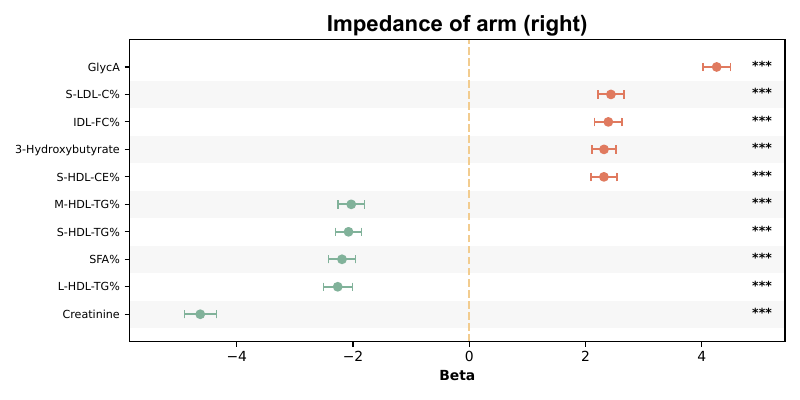 Impedance of arm (right)
GlycA ***
S-LDL-C% ***
IDL-FC% ***
3-Hydroxybutyrate ***
S-HDL-CE% ***
M-HDL-TG% ***
S-HDL-TG% ***
SFA% ***
L-HDL-TG% ***
Creatinine ***
−4 −2 0 2 4
Beta